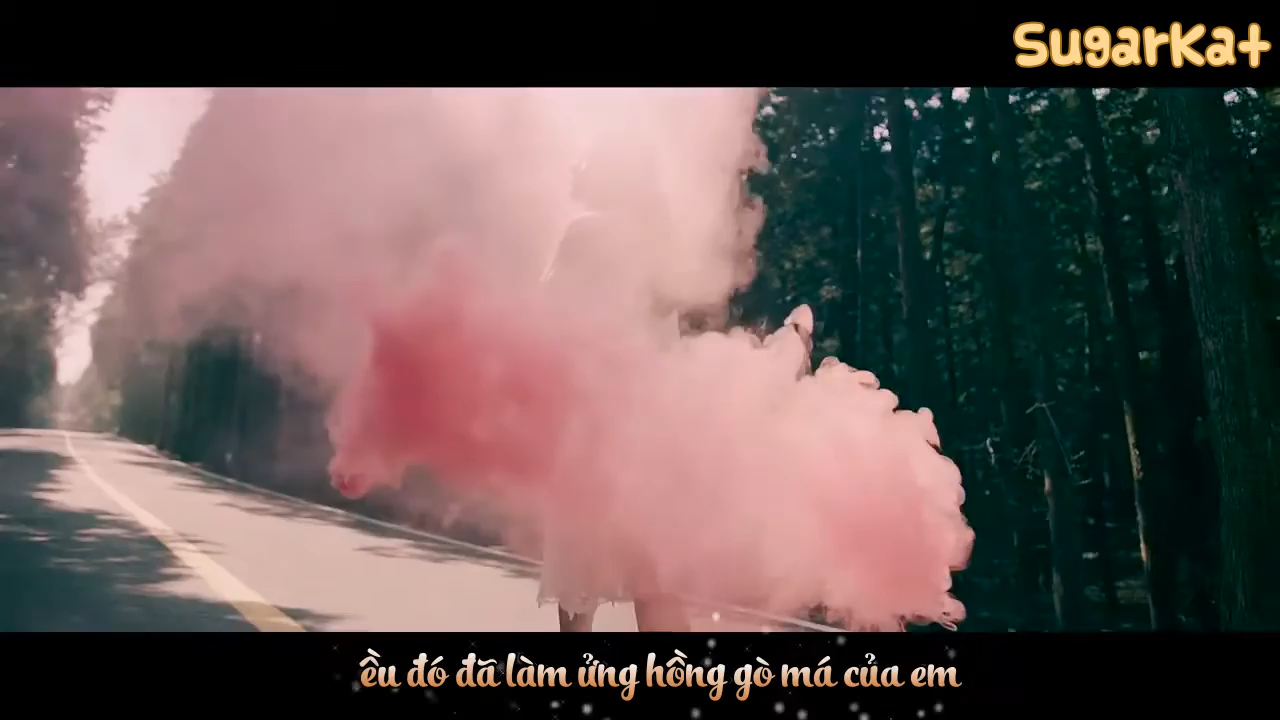 SugarKat
ều đó đã làm ửng hồng gò má của em